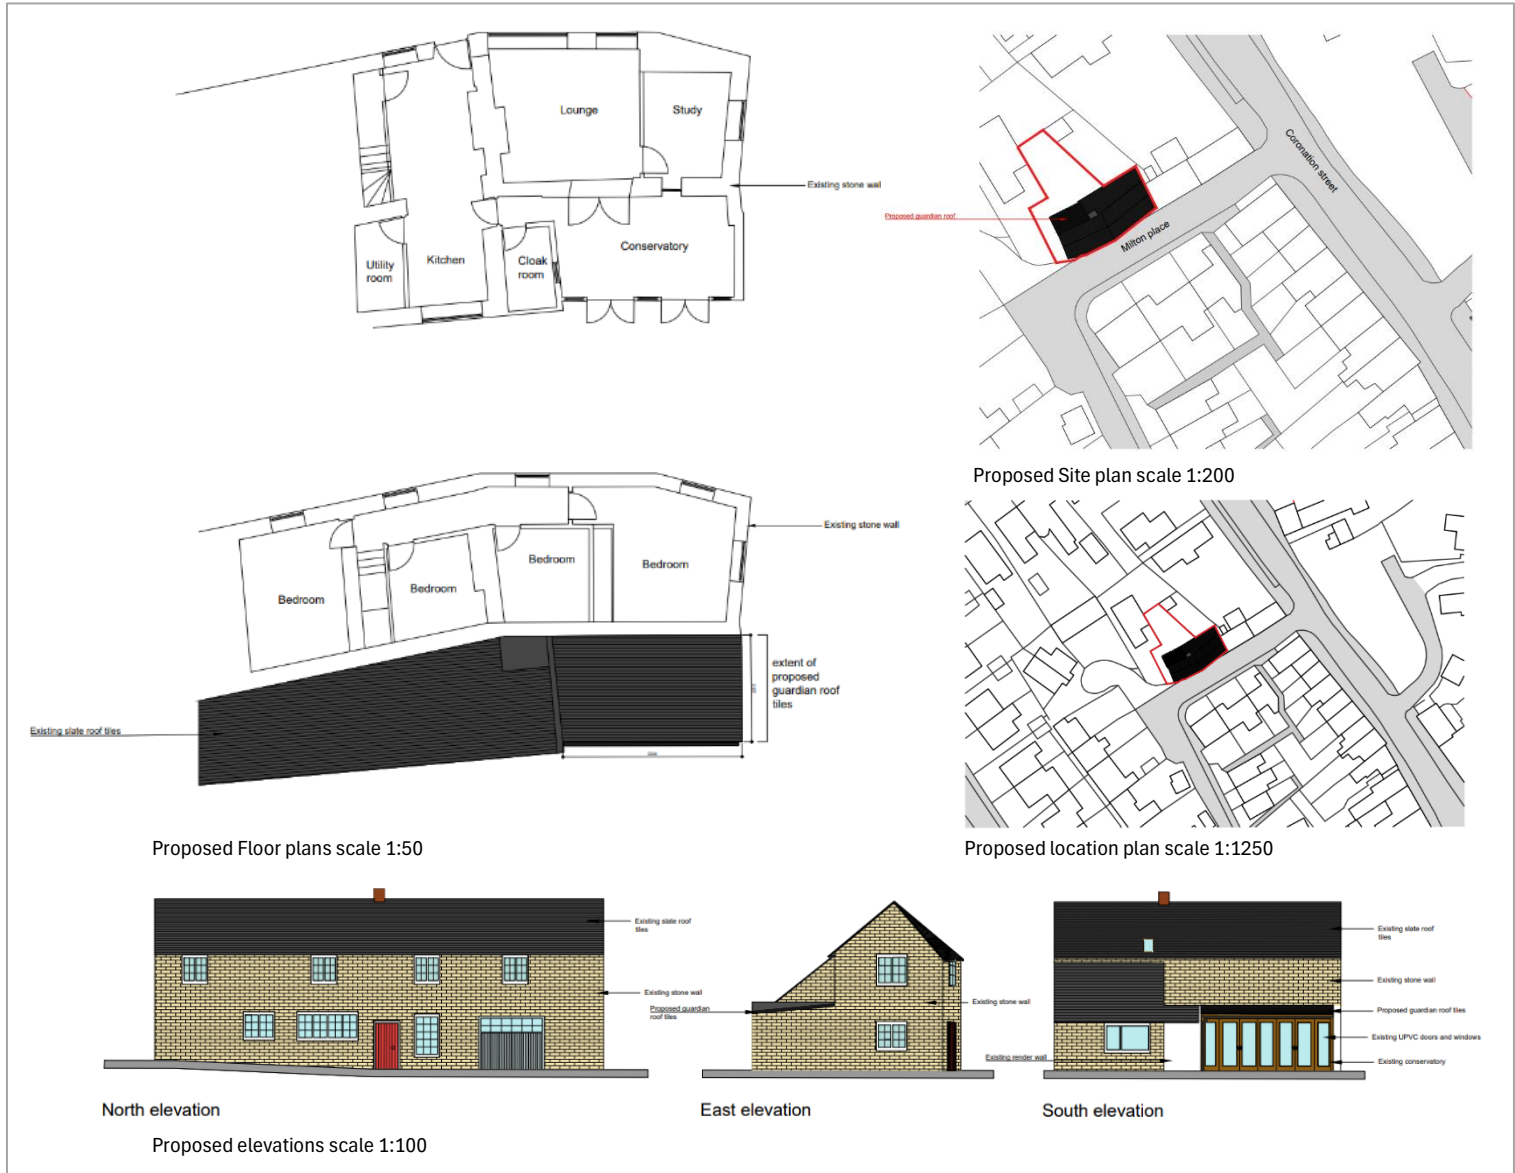 Lounge
Study
Existing stone wall
Conservatory
Utility
room
Kitchen
Cloak
room
Coronation street
Proposed guardian roof
Milton place
Proposed Site plan scale 1:200
Existing stone wall
Bedroom
Bedroom
Bedroom
Bedroom
extent of
proposed
guardian roof
tiles
Existing slate roof tiles
Proposed Floor plans scale 1:50
Proposed location plan scale 1:1250
Existing slate roof
tiles
Existing stone wall
North elevation
Proposed guardian
roof tiles
Existing stone wall
East elevation
Existing slate roof
tiles
Existing stone wall
Proposed guardian roof tiles
Existing UPVC doors and windows
Existing render wall
Existing conservatory
South elevation
Proposed elevations scale 1:100